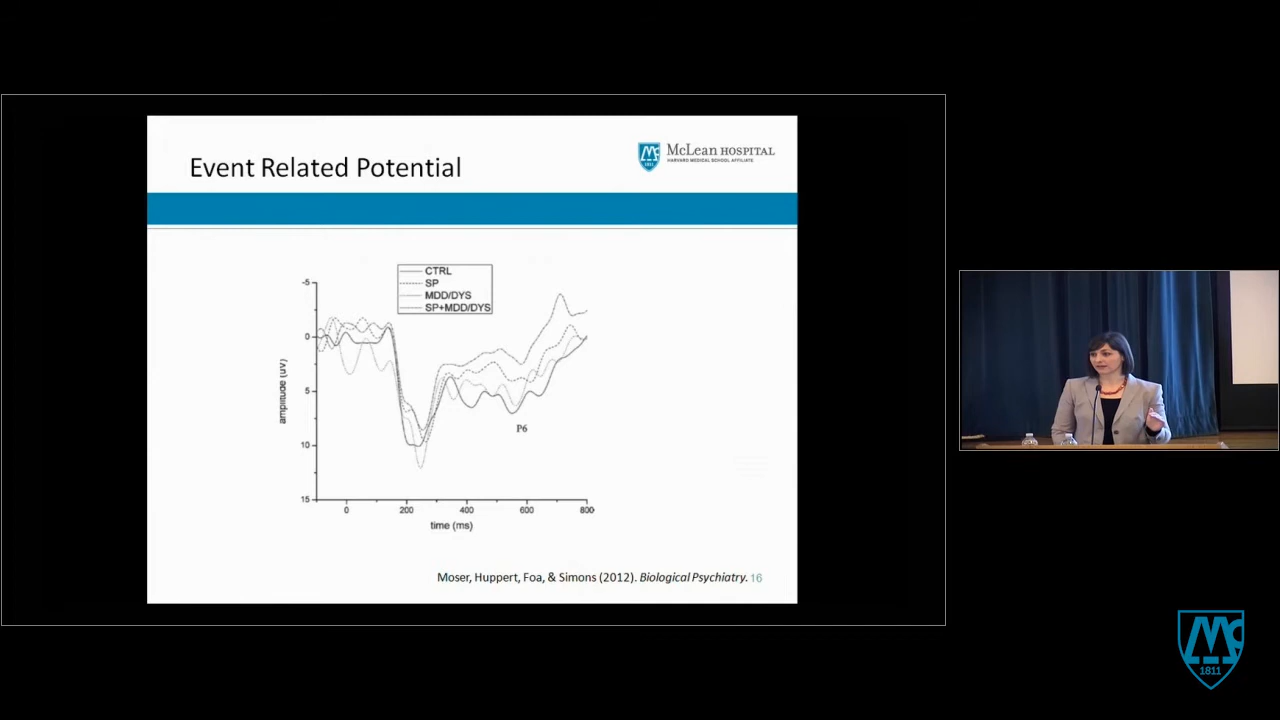 Event Related Potential
McLean HOSPITAL
HARVARD MEDICAL SCHOOL AFFILIATE
1811
CTRL
SP
MDD/DYS
SP+MDD/DYS
-5
0
5
10
15
amplitude (uV)
P6
0
200
400
600
800
time (ms)
Moser, Huppert, Foa, & Simons (2012). Biological Psychiatry. 16
1811